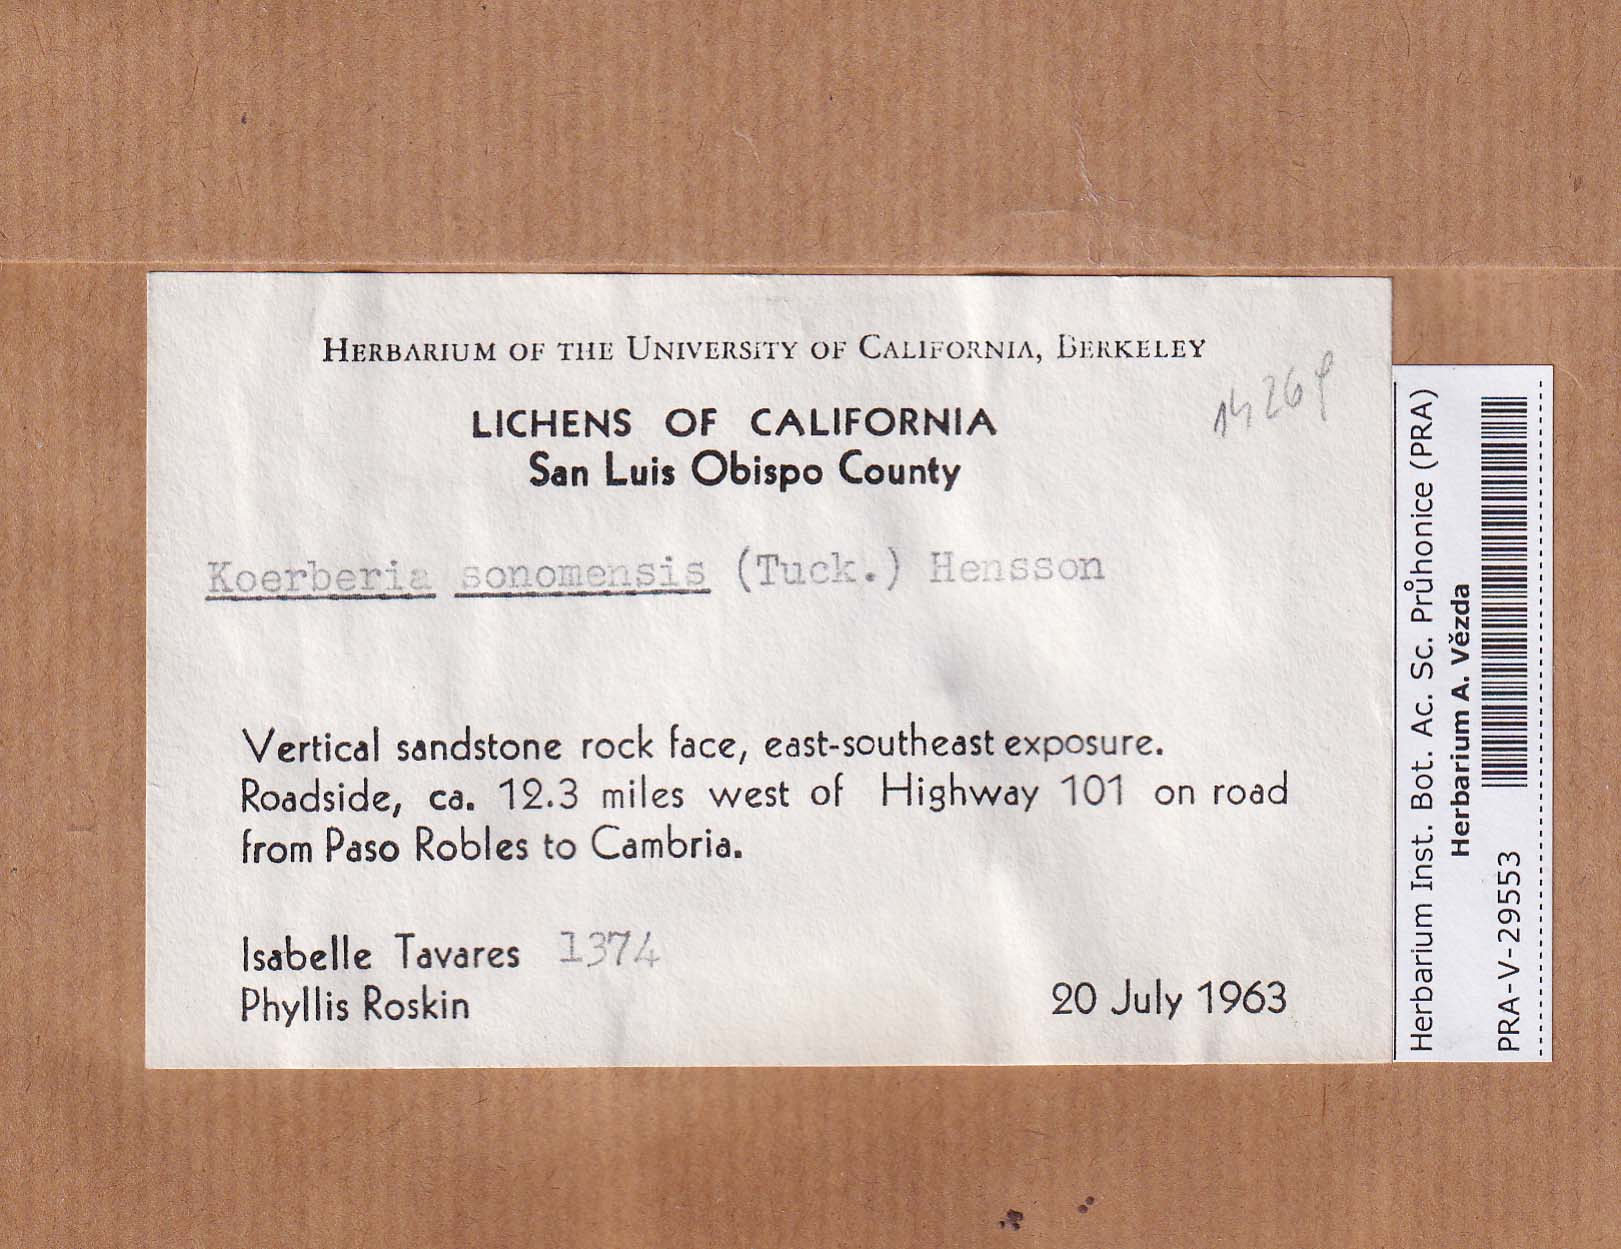 HERBARIUM OF THE UNIVERSITY OF CALIFORNIA, BERKELEY
LICHENS OF CALIFORNIA
San Luis Obispo County
Koerberia sonomensis (Tuck.) Hensson
Vertical sandstone rock face, east-southeast exposure.
Roadside, ca. 12.3 miles west of Highway 101 on road
from Paso Robles to Cambria.
Isabelle Tavares 1374
Phyllis Roskin
20 July 1963
Herbarium Inst. Bot. Ac. Sc. Průhonice (PRA)
Herbarium A. Vězda
PRA-V-29553